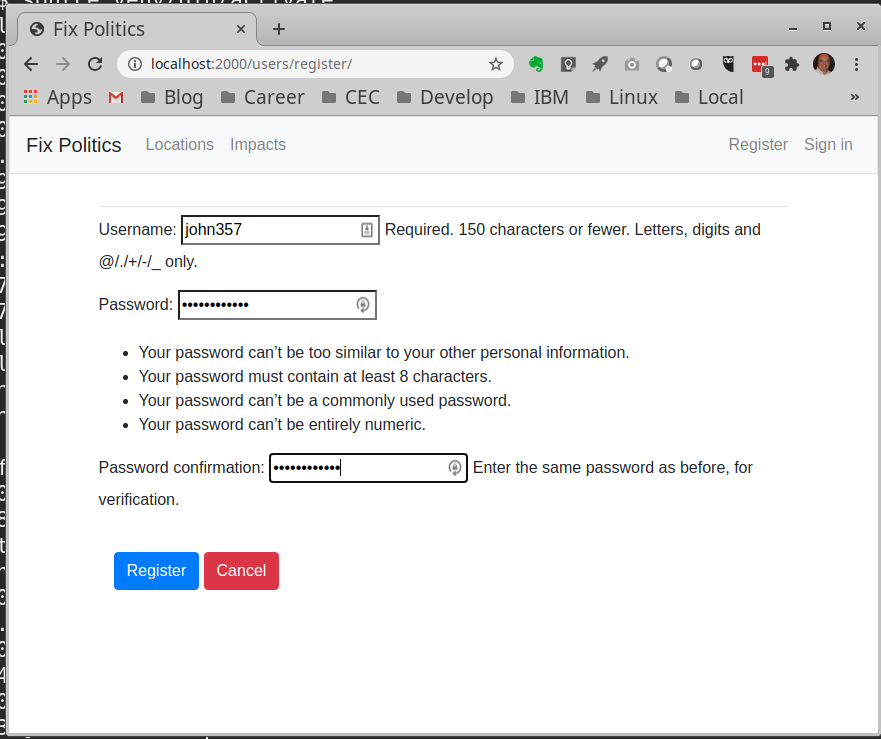 Fix Politics
localhost:2000/users/register/
9
Apps Blog Career CEC Develop IBM Linux Local »
Fix Politics Locations Impacts Register Sign in
Username: john357 Required. 150 characters or fewer. Letters, digits and
@/./+/-/_ only.
Password: ••••••••••••
• Your password can’t be too similar to your other personal information.
• Your password must contain at least 8 characters.
• Your password can’t be a commonly used password.
• Your password can’t be entirely numeric.
Password confirmation: •••••••••••• Enter the same password as before, for
verification.
Register Cancel